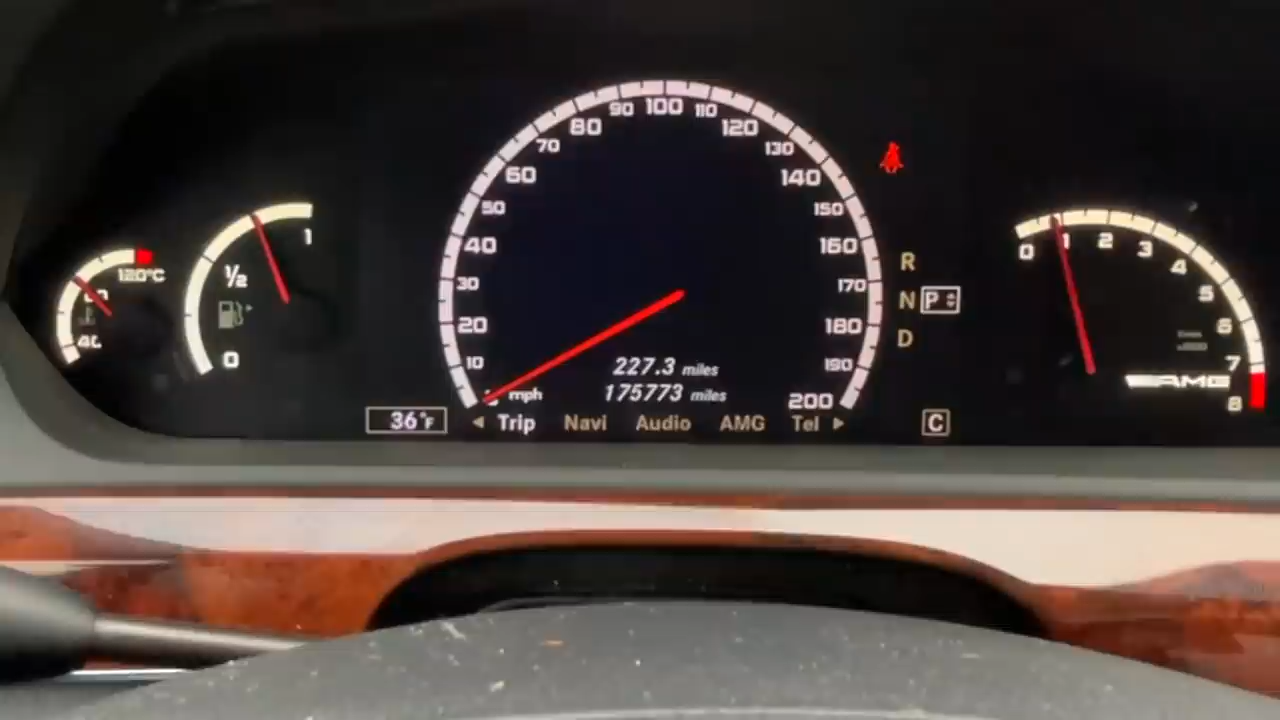 90 100 110
80 120
70 130
60 140
50 150
40 160
30 170
20 180
10 190
200
mph
227.3 miles
175773 miles
◄ Trip Navi Audio AMG Tel ►
36°F
120°C
1
½
0
R
N P
D
C
0 1 2 3 4 5 6 7 8
AMG